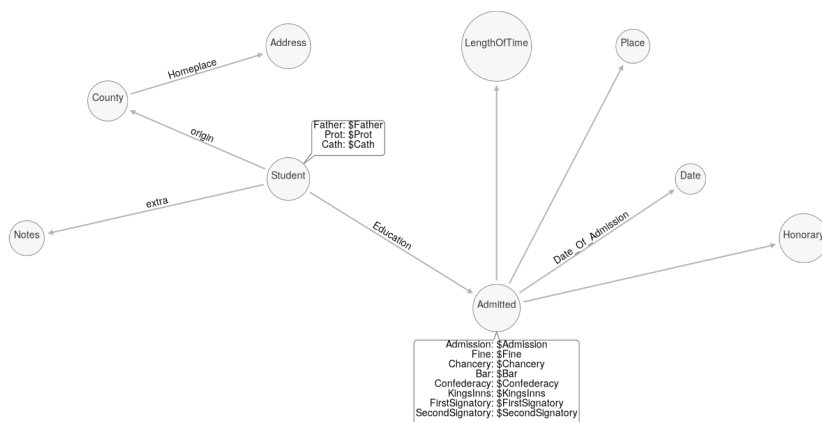 Address
LengthOfTime
Place
Homeplace
County
origin
Father: $Father
Prot: $Prot
Cath: $Cath
Student
extra
Education
Date
Notes
Date_Of_Admission
Honorary
Admitted
Admission: $Admission
Fine: $Fine
Chancery: $Chancery
Bar: $Bar
Confederacy: $Confederacy
KingsInns: $KingsInns
FirstSignatory: $FirstSignatory
SecondSignatory: $SecondSignatory